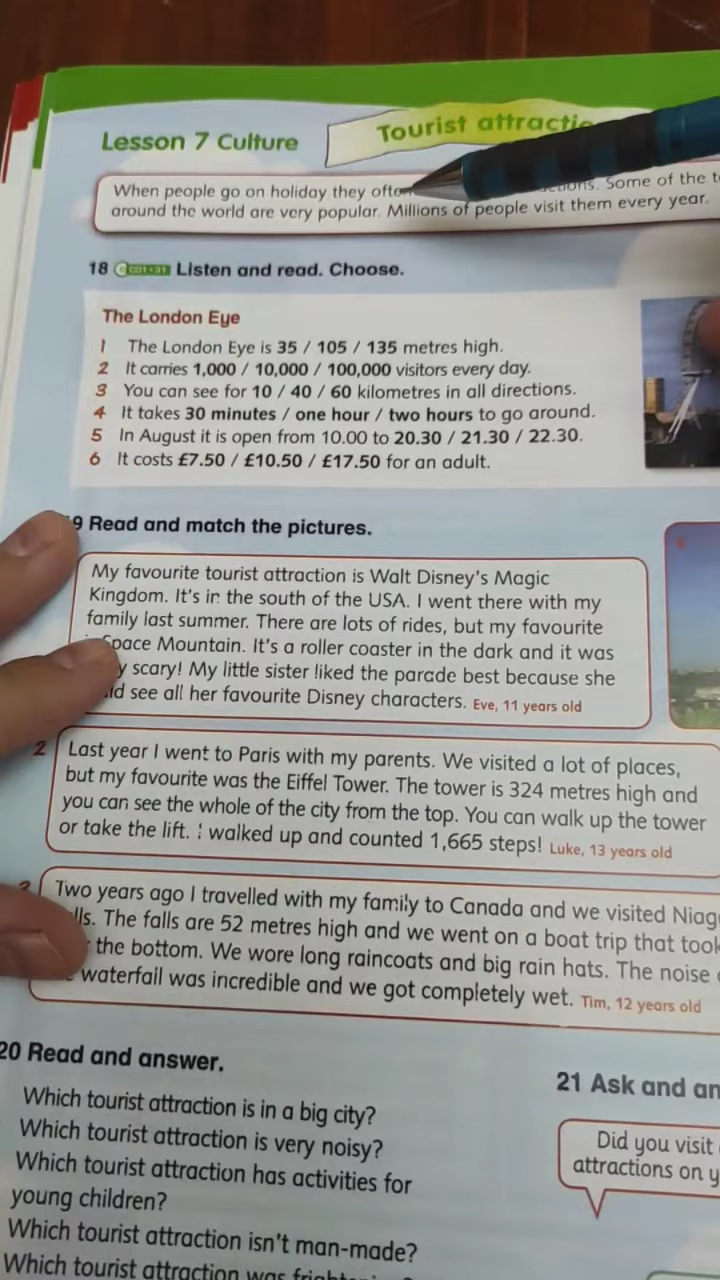 Lesson 7 Culture
Tourist
When people go on holiday they Some of the
around the world are very popular. Millions of people visit them every year.
18 CD1•31 Listen and read. Choose.
The London Eye
1 The London Eye is 35 / 105 / 135 metres high.
2 It carries 1,000 / 10,000 / 100,000 visitors every day.
3 You can see for 10 / 40 / 60 kilometres in all directions.
4 It takes 30 minutes / one hour / two hours to go around.
5 In August it is open from 10.00 to 20.30 / 21.30 / 22.30.
6 It costs £7.50 / £10.50 / £17.50 for an adult.
9 Read and match the pictures.
My favourite tourist attraction is Walt Disney's Magic
Kingdom. It's in the south of the USA. I went there with my
family last summer. There are lots of rides, but my favourite
Space Mountain. It's a roller coaster in the dark and it was
scary! My little sister liked the parade best because she
see all her favourite Disney characters. Eve, 11 years old
2 Last year I went to Paris with my parents. We visited a lot of places,
but my favourite was the Eiffel Tower. The tower is 324 metres high and
you can see the whole of the city from the top. You can walk up the tower
or take the lift. I walked up and counted 1,665 steps! Luke, 13 years old
Two years ago I travelled with my family to Canada and we visited
The falls are 52 metres high and we went on a boat trip that took
the bottom. We wore long raincoats and big rain hats. The noise
waterfall was incredible and we got completely wet. Tim, 12 years old
20 Read and answer.
Which tourist attraction is in a big city?
Which tourist attraction is very noisy?
Which tourist attraction has activities for
young children?
Which tourist attraction isn't man-made?
Which tourist attraction was
21 Ask and
Did you visit
attractions on